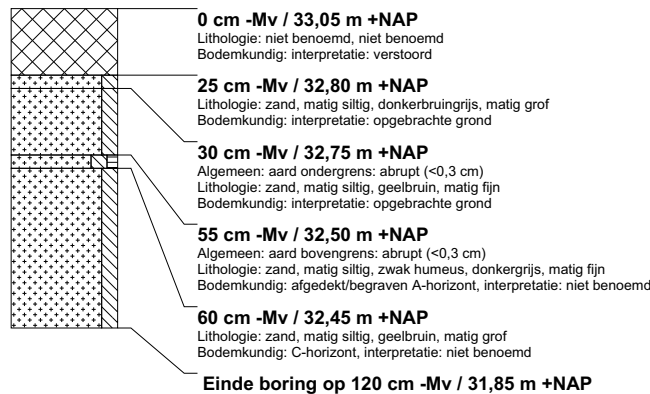 0 cm -Mv / 33,05 m +NAP
Lithologie: niet benoemd, niet benoemd
Bodemkundig: interpretatie: verstoord
25 cm -Mv / 32,80 m +NAP
Lithologie: zand, matig siltig, donkerbruingrijs, matig grof
Bodemkundig: interpretatie: opgebrachte grond
30 cm -Mv / 32,75 m +NAP
Algemeen: aard ondergrens: abrupt (<0,3 cm)
Lithologie: zand, matig siltig, geelbruin, matig fijn
Bodemkundig: interpretatie: opgebrachte grond
55 cm -Mv / 32,50 m +NAP
Algemeen: aard bovengrens: abrupt (<0,3 cm)
Lithologie: zand, matig siltig, zwak humeus, donkergrijs, matig fijn
Bodemkundig: afgedekt/begraven A-horizont, interpretatie: niet benoemd
60 cm -Mv / 32,45 m +NAP
Lithologie: zand, matig siltig, geelbruin, matig grof
Bodemkundig: C-horizont, interpretatie: niet benoemd
Einde boring op 120 cm -Mv / 31,85 m +NAP